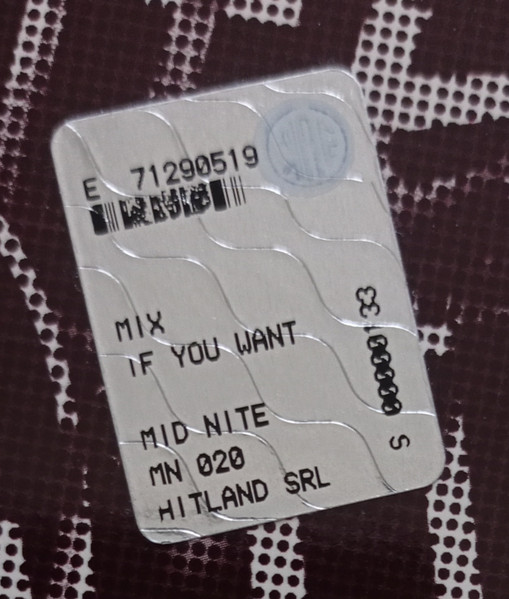 E 71290519
MIX
IF YOU WANT
MID NITE
MN 020
HITLAND SRL
S